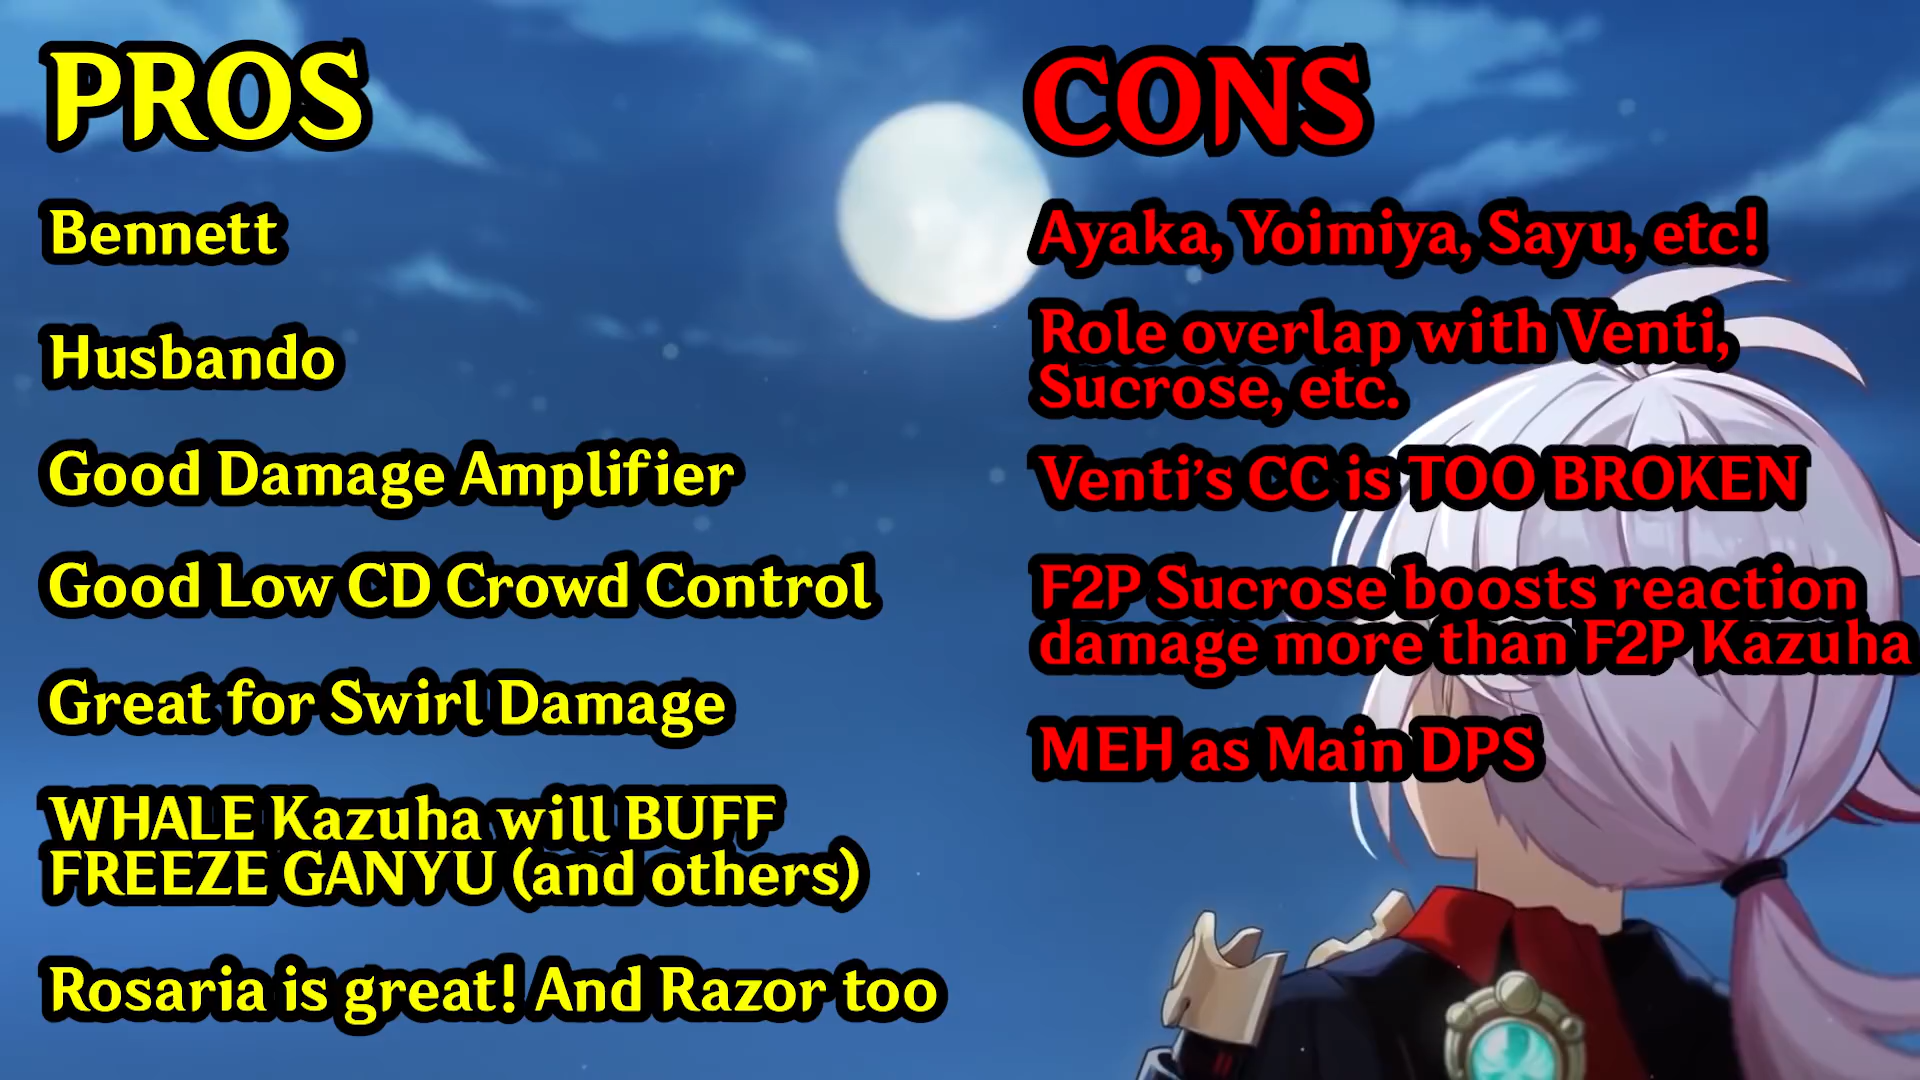 PROS
Bennett
Husbando
Good Damage Amplifier
Good Low CD Crowd Control
Great for Swirl Damage
WHALE Kazuha will BUFF
FREEZE GANYU (and others)
Rosaria is great! And Razor too
CONS
Ayaka, Yoimiya, Sayu, etc!
Role overlap with Venti,
Sucrose, etc.
Venti's CC is TOO BROKEN
F2P Sucrose boosts reaction
damage more than F2P Kazuha
MEH as Main DPS